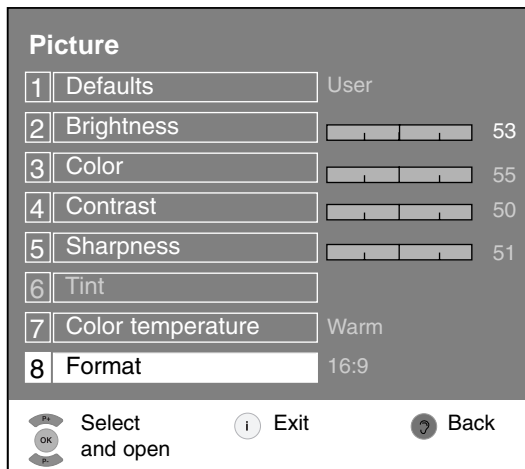 Picture
1 Defaults User
2 Brightness 53
3 Color 55
4 Contrast 50
5 Sharpness 51
6 Tint
7 Color temperature Warm
8 Format 16:9
P+
OK
P-
Select
and open
i Exit
Back